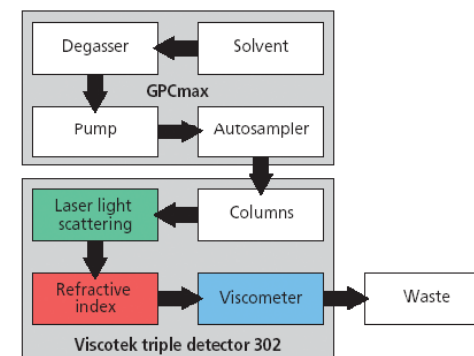 Degasser
Solvent
GPCmax
Pump
Autosampler
Laser light
scattering
Columns
Refractive
index
Viscometer
Waste
Viscotek triple detector 302